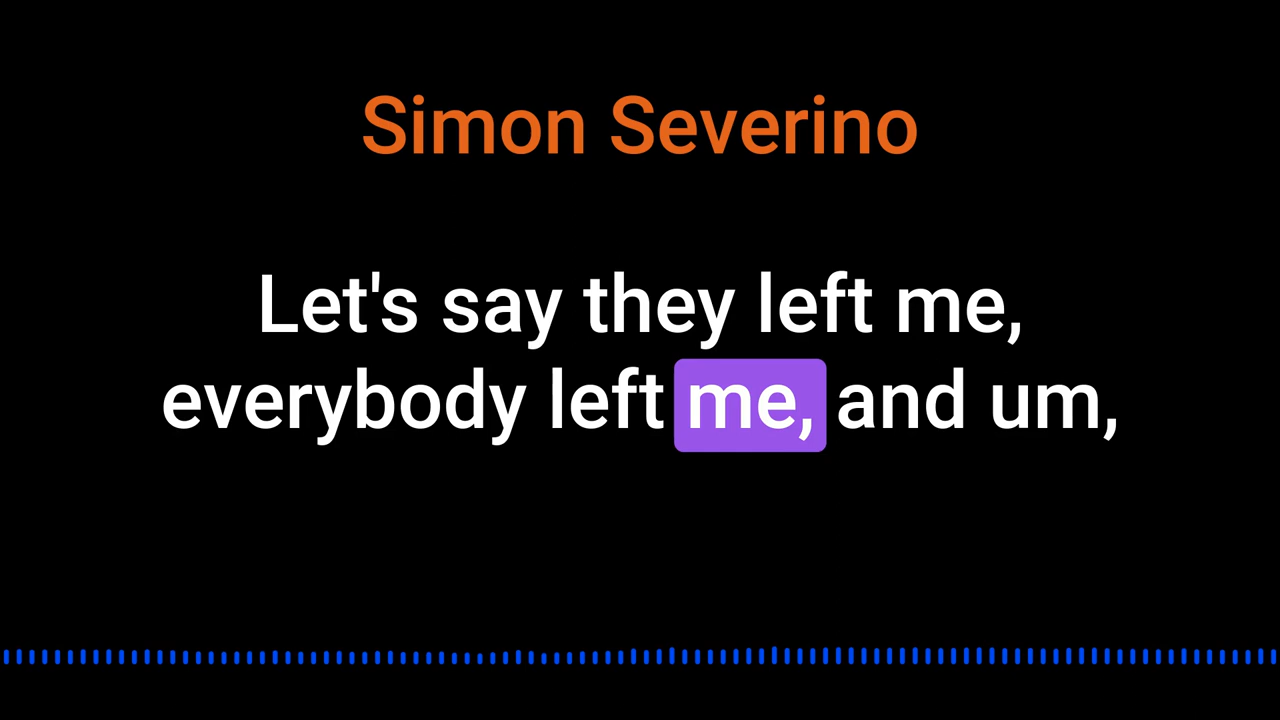 Simon Severino
Let's say they left me,
everybody left me, and um,